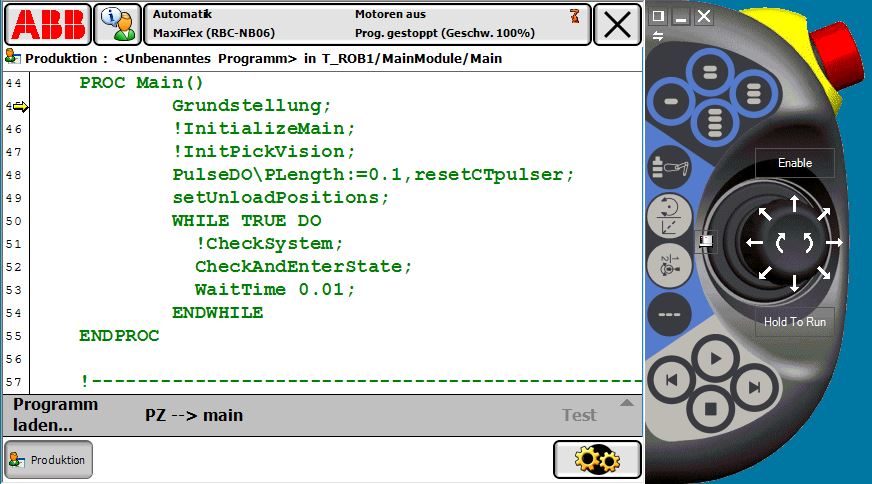 ABB
Automatik
MaxiFlex (RBC-NB06)
Motoren aus
Prog. gestoppt (Geschw. 100%)
Produktion : <Unbenanntes Programm> in T_ROB1/MainModule/Main
44 PROC Main()
Grundstellung;
46 !InitializeMain;
47 !InitPickVision;
48 PulseDO\PLength:=0.1,resetCTpulser;
49 setUnloadPositions;
50 WHILE TRUE DO
51 !CheckSystem;
52 CheckAndEnterState;
53 WaitTime 0.01;
54 ENDWHILE
55 ENDPROC
56
57 !------------------------------------------------
Programm
laden...
PZ --> main
Test
Produktion
Enable
Hold To Run